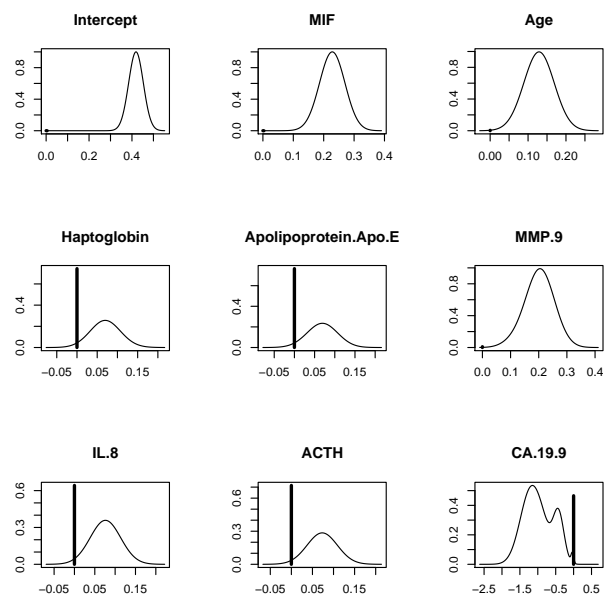 Intercept MIF Age
0.0 0.4 0.8 0.0 0.4 0.8 0.0 0.4 0.8
0.0 0.2 0.4 0.0 0.1 0.2 0.3 0.4 0.00 0.10 0.20
Haptoglobin Apolipoprotein.Apo.E MMP.9
0.0 0.4 0.0 0.4 0.0 0.4 0.8
−0.05 0.05 0.15 −0.05 0.05 0.15 0.0 0.1 0.2 0.3 0.4
IL.8 ACTH CA.19.9
0.0 0.3 0.6 0.0 0.3 0.6 0.0 0.2 0.4
−0.05 0.05 0.15 −0.05 0.05 0.15 −2.5 −1.5 −0.5 0.5